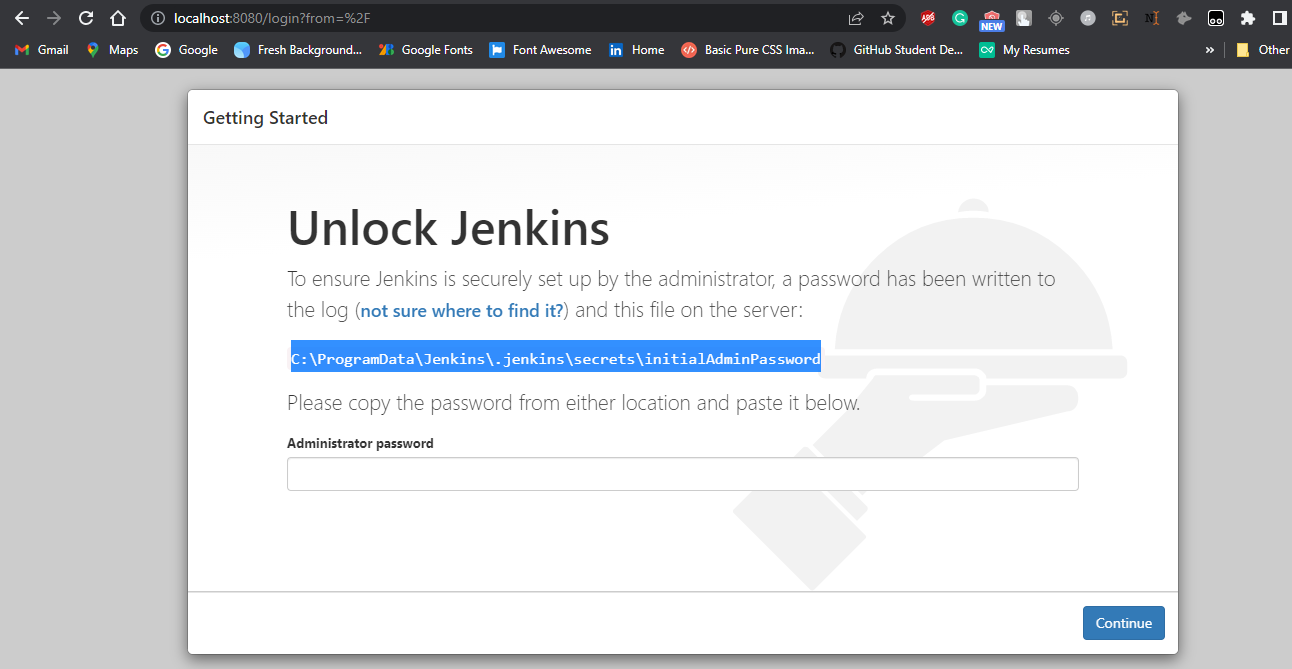 localhost:8080/login?from=%2F
ABP
NEW
Gmail Maps Google Fresh Background... Google Fonts Font Awesome in Home Basic Pure CSS Ima... GitHub Student De... My Resumes » Other
Getting Started
Unlock Jenkins
To ensure Jenkins is securely set up by the administrator, a password has been written to
the log (not sure where to find it?) and this file on the server:
C:\ProgramData\Jenkins\.jenkins\secrets\initialAdminPassword
Please copy the password from either location and paste it below.
Administrator password
Continue